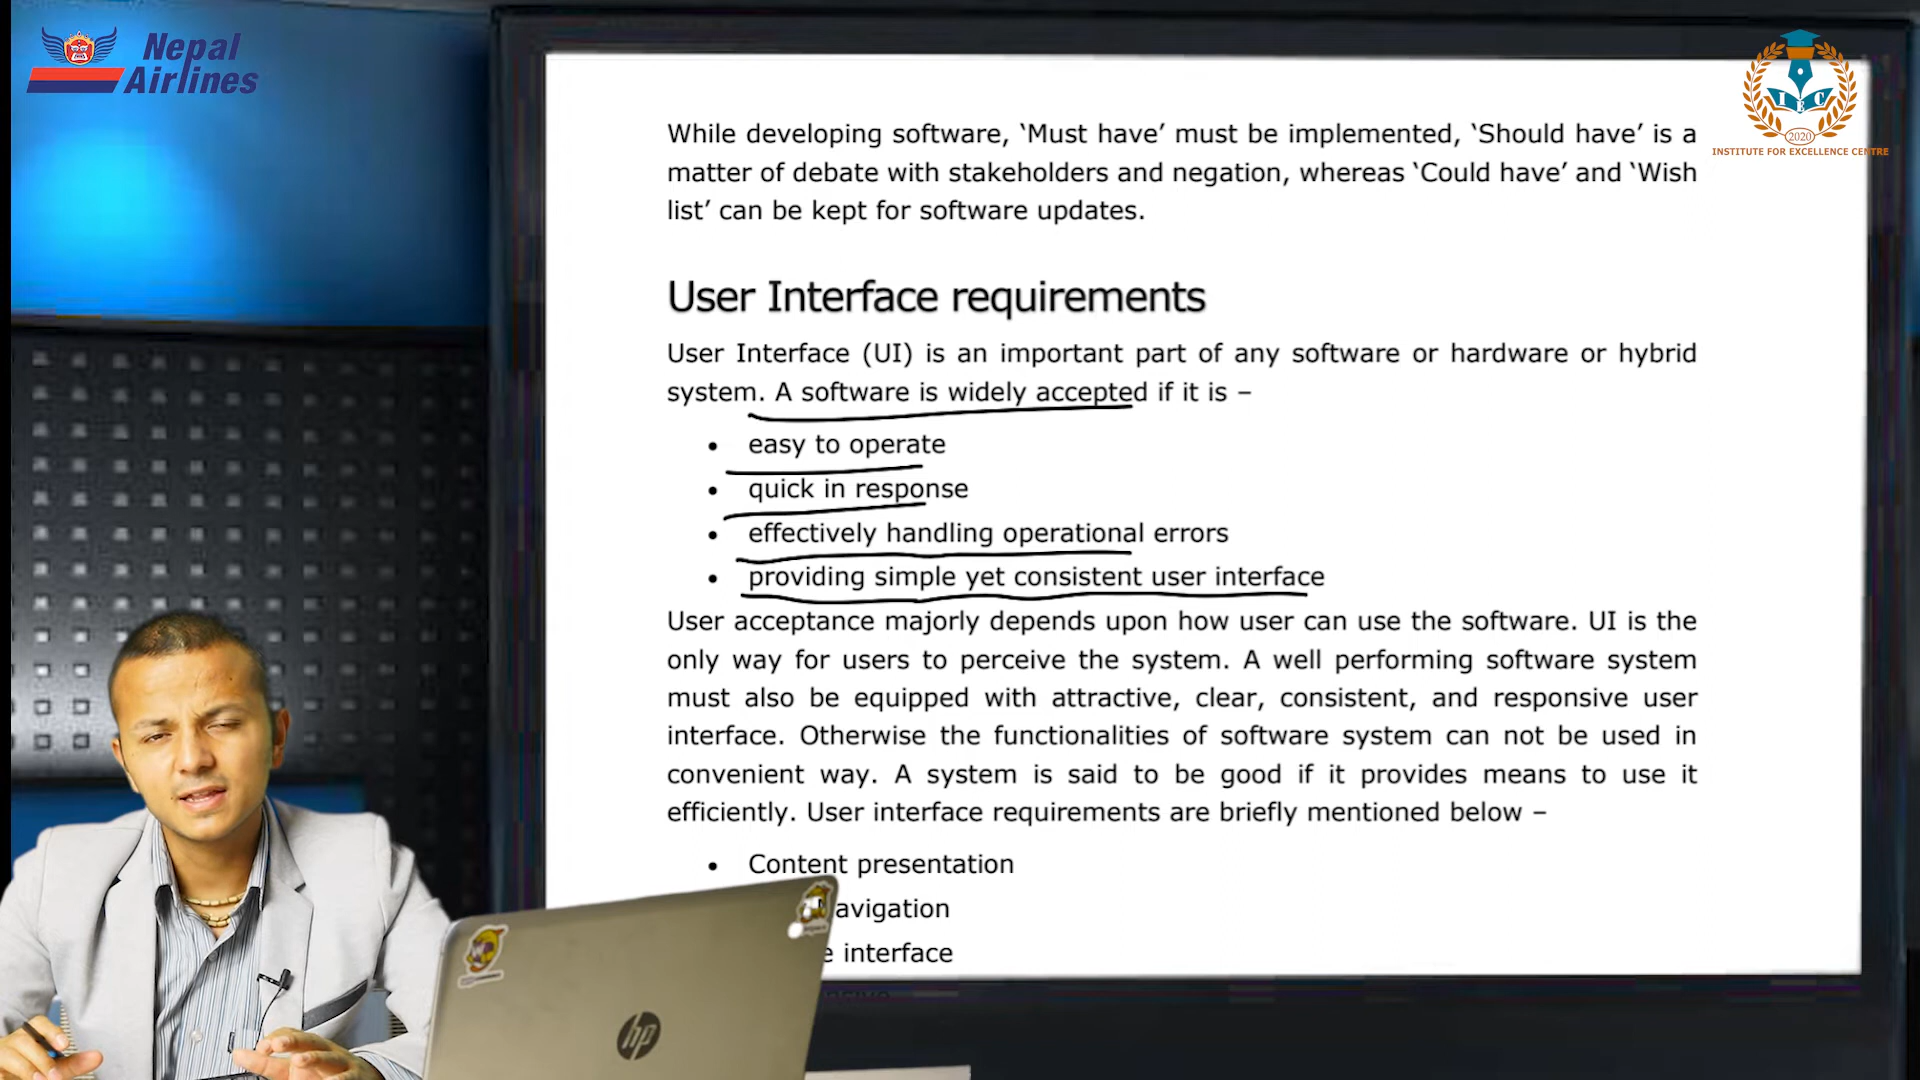 Nepal
Airlines
IEC
2020
INSTITUTE FOR EXCELLENCE CENTRE
While developing software, ‘Must have’ must be implemented, ‘Should have’ is a
matter of debate with stakeholders and negation, whereas ‘Could have’ and ‘Wish
list’ can be kept for software updates.
User Interface requirements
User Interface (UI) is an important part of any software or hardware or hybrid
system. A software is widely accepted if it is –
• easy to operate
• quick in response
• effectively handling operational errors
• providing simple yet consistent user interface
User acceptance majorly depends upon how user can use the software. UI is the
only way for users to perceive the system. A well performing software system
must also be equipped with attractive, clear, consistent, and responsive user
interface. Otherwise the functionalities of software system can not be used in
convenient way. A system is said to be good if it provides means to use it
efficiently. User interface requirements are briefly mentioned below –
• Content presentation
avigation
e interface
hp